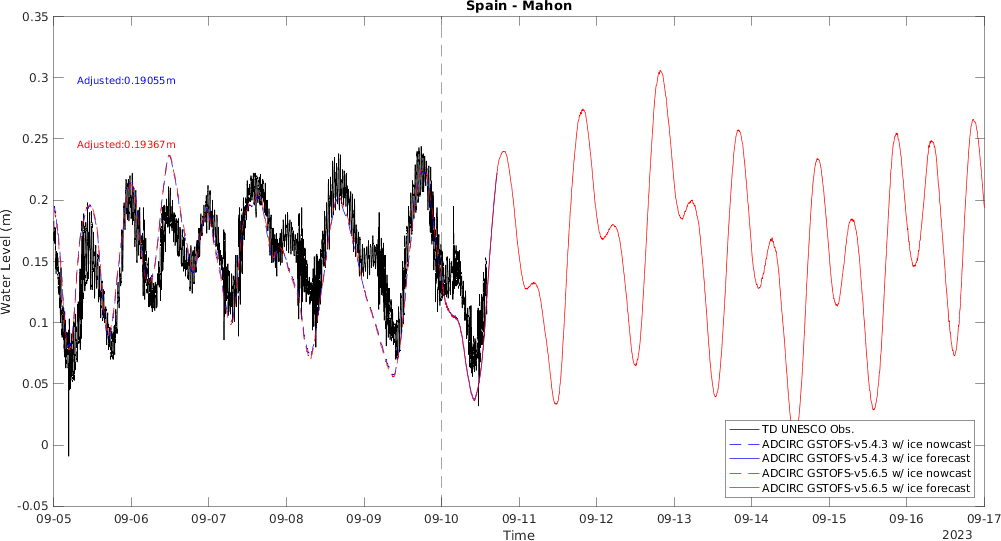 Spain - Mahon
0.35
0.3
0.25
0.2
0.15
0.1
0.05
0
-0.05
Water Level (m)
Adjusted:0.19055m
Adjusted:0.19367m
TD UNESCO Obs.
ADCIRC GSTOFS-v5.4.3 w/ ice nowcast
ADCIRC GSTOFS-v5.4.3 w/ ice forecast
ADCIRC GSTOFS-v5.6.5 w/ ice nowcast
ADCIRC GSTOFS-v5.6.5 w/ ice forecast
09-05 09-06 09-07 09-08 09-09 09-10 09-11 09-12 09-13 09-14 09-15 09-16 09-17
Time
2023